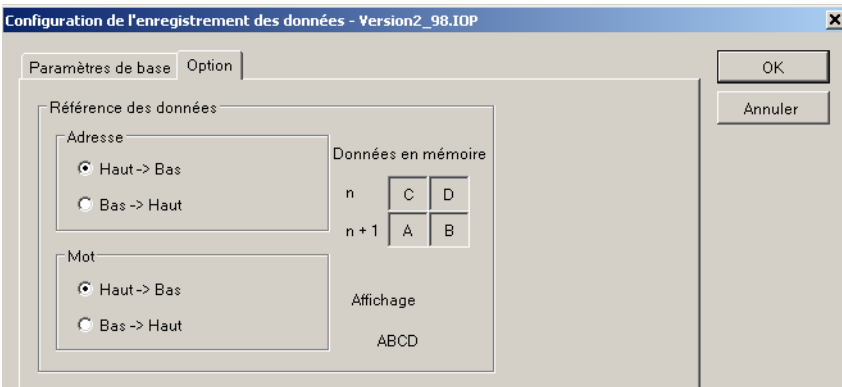 Configuration de l'enregistrement des données - Version2_98.IOP
Paramètres de base Option
OK
Annuler
Référence des données
Adresse
Haut -> Bas
Bas -> Haut
Données en mémoire
n C D
n + 1 A B
Mot
Haut -> Bas
Bas -> Haut
Affichage
ABCD